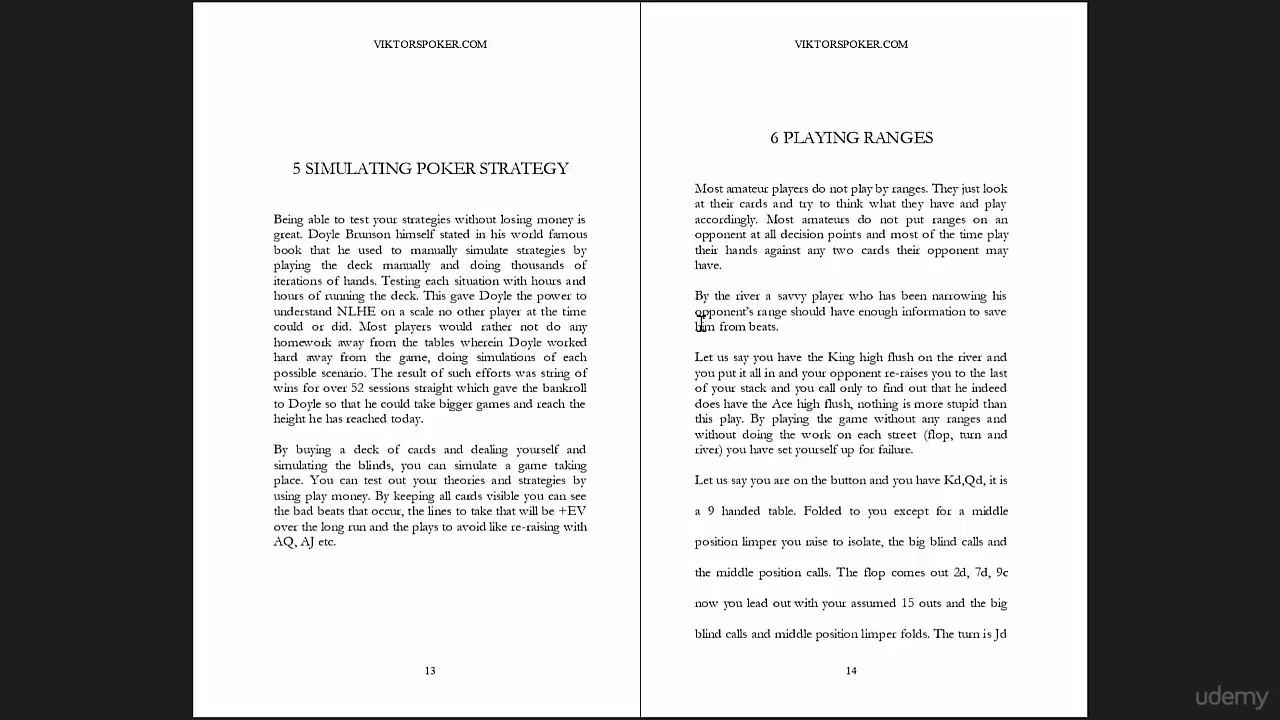 VIKTORSPOKER.COM
5 SIMULATING POKER STRATEGY
Being able to test your strategies without losing money is
great. Doyle Brunson himself stated in his world famous
book that he used to manually simulate strategies by
playing the deck manually and doing thousands of
iterations of hands. Testing each situation with hours and
hours of running the deck. This gave Doyle the power to
understand NLHE on a scale no other player at the time
could or did. Most players would rather not do any
homework away from the tables wherein Doyle worked
hard away from the game, doing simulations of each
possible scenario. The result of such efforts was string of
wins for over 52 sessions straight which gave the bankroll
to Doyle so that he could take bigger games and reach the
height he has reached today.
By buying a deck of cards and dealing yourself and
simulating the blinds, you can simulate a game taking
place. You can test out your theories and strategies by
using play money. By keeping all cards visible you can see
the bad beats that occur, the lines to take that will be +EV
over the long run and the plays to avoid like re-raising with
AQ, AJ etc.
13
VIKTORSPOKER.COM
6 PLAYING RANGES
Most amateur players do not play by ranges. They just look
at their cards and try to think what they have and play
accordingly. Most amateurs do not put ranges on an
opponent at all decision points and most of the time play
their hands against any two cards their opponent may
have.
By the river a savvy player who has been narrowing his
opponent's range should have enough information to save
him from beats.
Let us say you have the King high flush on the river and
you put it all in and your opponent re-raises you to the last
of your stack and you call only to find out that he indeed
does have the Ace high flush, nothing is more stupid than
this play. By playing the game without any ranges and
without doing the work on each street (flop, turn and
river) you have set yourself up for failure.
Let us say you are on the button and you have Kd,Qd, it is
a 9 handed table. Folded to you except for a middle
position limper you raise to isolate, the big blind calls and
the middle position calls. The flop comes out 2d, 7d, 9c
now you lead out with your assumed 15 outs and the big
blind calls and middle position limper folds. The turn is Jd
14
udemy